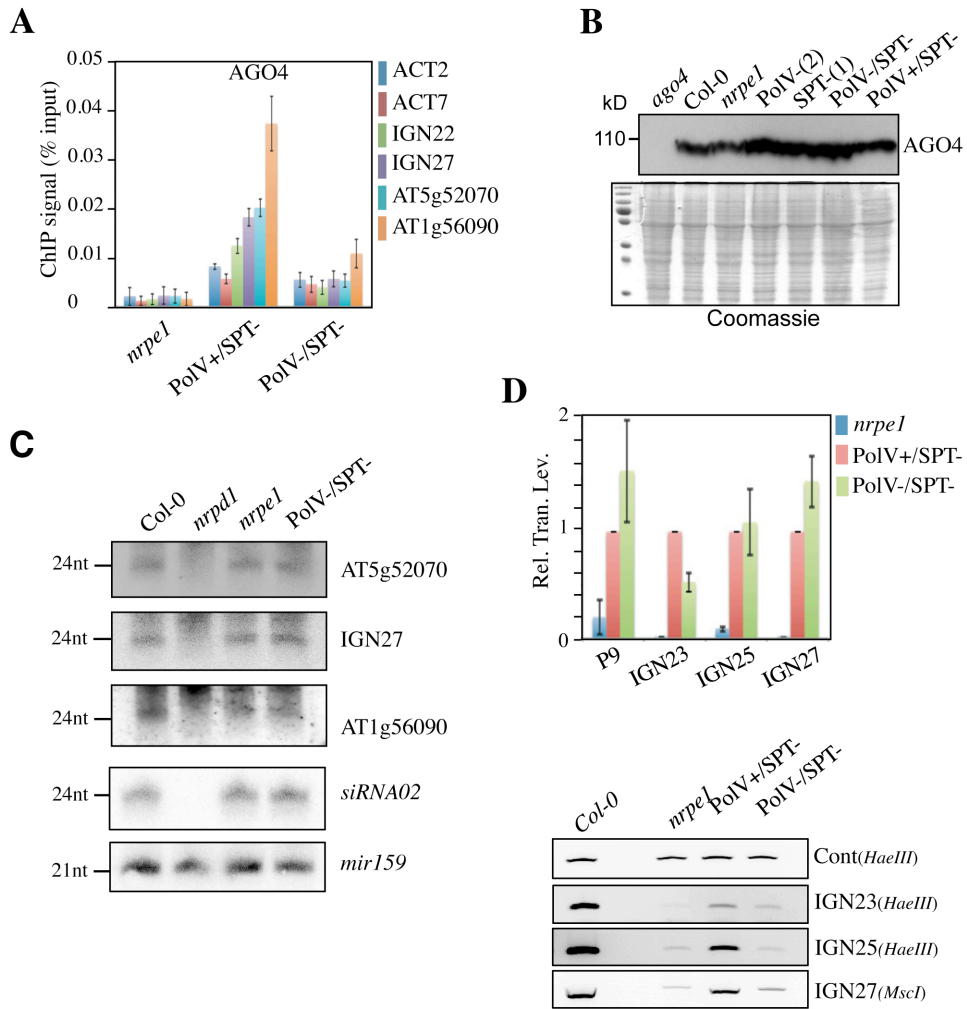 A
AGO4
ChIP signal (% input)
0.05
0.04
0.03
0.02
0.01
0
nrpe1
PolV+/SPT-
PolV-/SPT-
ACT2
ACT7
IGN22
IGN27
AT5g52070
AT1g56090
B
kD
ago4
Col-0
nrpe1
PolV-(2)
SPT-(1)
PolV-/SPT-
PolV+/SPT-
110
AGO4
Coomassie
C
Col-0
nrpd1
nrpe1
PolV-/SPT-
24nt
AT5g52070
24nt
IGN27
24nt
AT1g56090
24nt
siRNA02
21nt
mir159
D
Rel. Tran. Lev.
2
1
0
P9
IGN23
IGN25
IGN27
nrpe1
PolV+/SPT-
PolV-/SPT-
Col-0
nrpe1
PolV+/SPT-
PolV-/SPT-
Cont(HaeIII)
IGN23(HaeIII)
IGN25(HaeIII)
IGN27(MscI)